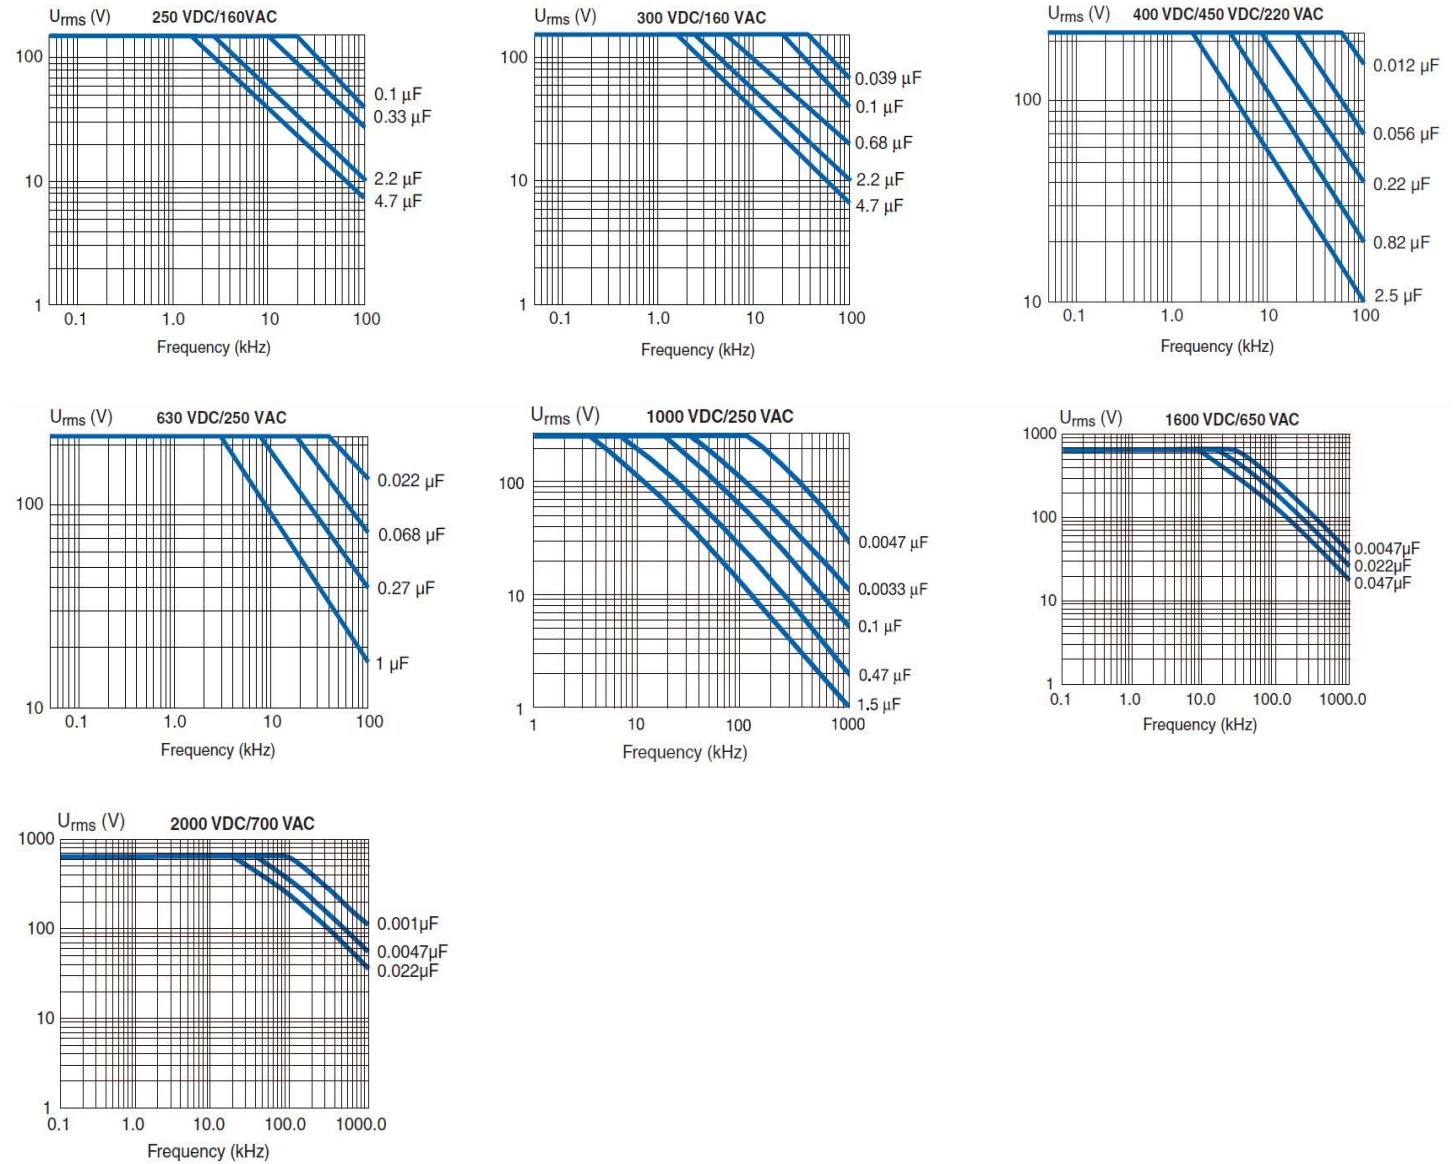 Urms (V) 250 VDC/160VAC
100
10
1
0.1 µF
0.33 µF
2.2 µF
4.7 µF
0.1 1.0 10 100
Frequency (kHz)
Urms (V) 300 VDC/160 VAC
100
10
1
0.039 µF
0.1 µF
0.68 µF
2.2 µF
4.7 µF
0.1 1.0 10 100
Frequency (kHz)
Urms (V) 400 VDC/450 VDC/220 VAC
100
10
0.012 µF
0.056 µF
0.22 µF
0.82 µF
2.5 µF
0.1 1.0 10 100
Frequency (kHz)
Urms (V) 630 VDC/250 VAC
100
10
0.022 µF
0.068 µF
0.27 µF
1 µF
0.1 1.0 10 100
Frequency (kHz)
Urms (V) 1000 VDC/250 VAC
100
10
1
0.0047 µF
0.0033 µF
0.1 µF
0.47 µF
1.5 µF
1 10 100 1000
Frequency (kHz)
Urms (V) 1600 VDC/650 VAC
1000
100
10
1
0.0047µF
0.022µF
0.047µF
0.1 1.0 10.0 100.0 1000.0
Frequency (kHz)
Urms (V) 2000 VDC/700 VAC
1000
100
10
1
0.001µF
0.0047µF
0.022µF
0.1 1.0 10.0 100.0 1000.0
Frequency (kHz)